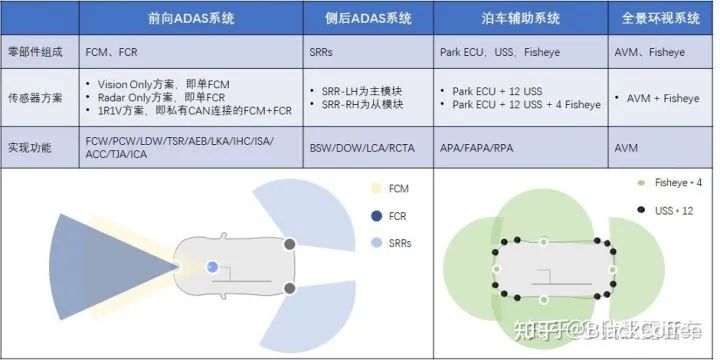 前向ADAS系统
侧后ADAS系统
泊车辅助系统
全景环视系统
零部件组成
FCM、FCR
SRRs
Park ECU，USS，Fisheye
AVM、Fisheye
传感器方案
• Vision Only方案，即单FCM
• Radar Only方案，即单FCR
• 1R1V方案，即私有CAN连接的FCM+FCR
• SRR-LH为主模块
• SRR-RH为从模块
• Park ECU + 12 USS
• Park ECU + 12 USS + 4 Fisheye
• AVM + Fisheye
实现功能
FCW/PCW/LDW/TSR/AEB/LKA/IHC/ISA/
ACC/TJA/ICA
BSW/DOW/LCA/RCTA
APA/FAPA/RPA
AVM
FCM
FCR
SRRs
Fisheye * 4
USS * 12
知乎 @BlackCoffee